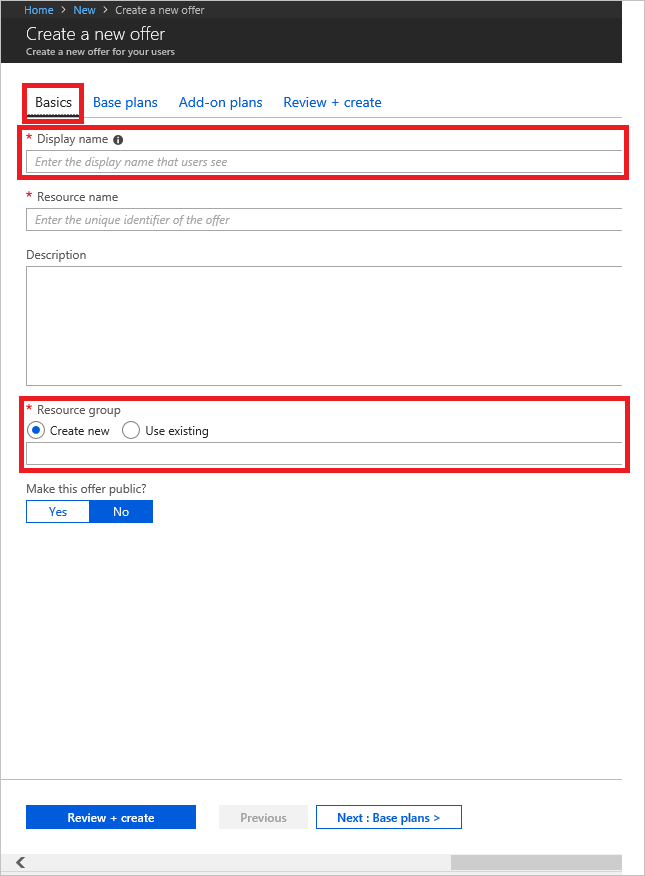 Home > New > Create a new offer
Create a new offer
Create a new offer for your users
Basics Base plans Add-on plans Review + create
* Display name
Enter the display name that users see
* Resource name
Enter the unique identifier of the offer
Description
* Resource group
Create new Use existing
Make this offer public?
Yes No
Review + create Previous Next : Base plans >